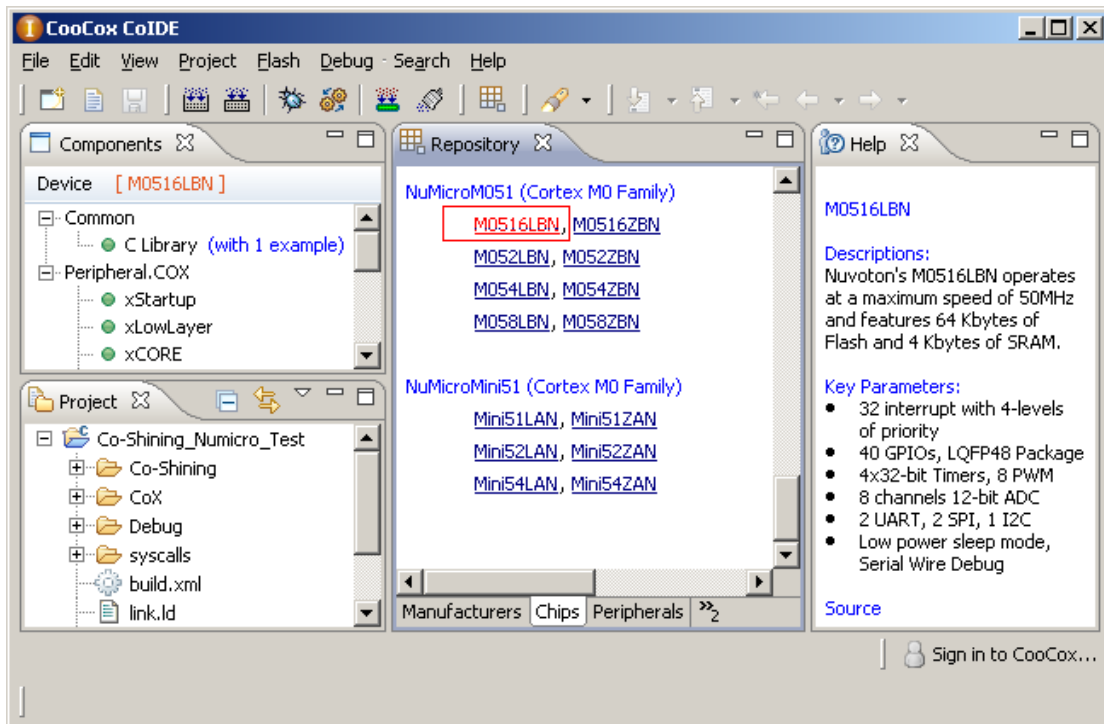 CooCox CoIDE
File Edit View Project Flash Debug Search Help
Components
Device [ M0516LBN ]
Common
C Library (with 1 example)
Peripheral.COX
xStartup
xLowLayer
xCORE
Project
Co-Shining_Numicro_Test
Co-Shining
CoX
Debug
syscalls
build.xml
link.ld
Repository
NuMicroM051 (Cortex M0 Family)
M0516LBN, M0516ZBN
M052LBN, M052ZBN
M054LBN, M054ZBN
M058LBN, M058ZBN
NuMicroMini51 (Cortex M0 Family)
Mini51LAN, Mini51ZAN
Mini52LAN, Mini52ZAN
Mini54LAN, Mini54ZAN
Manufacturers Chips Peripherals »2
Help
M0516LBN
Descriptions:
Nuvoton's M0516LBN operates
at a maximum speed of 50MHz
and features 64 Kbytes of
Flash and 4 Kbytes of SRAM.
Key Parameters:
• 32 interrupt with 4-levels
of priority
• 40 GPIOs, LQFP48 Package
• 4x32-bit Timers, 8 PWM
• 8 channels 12-bit ADC
• 2 UART, 2 SPI, 1 I2C
• Low power sleep mode,
Serial Wire Debug
Source
Sign in to CooCox...